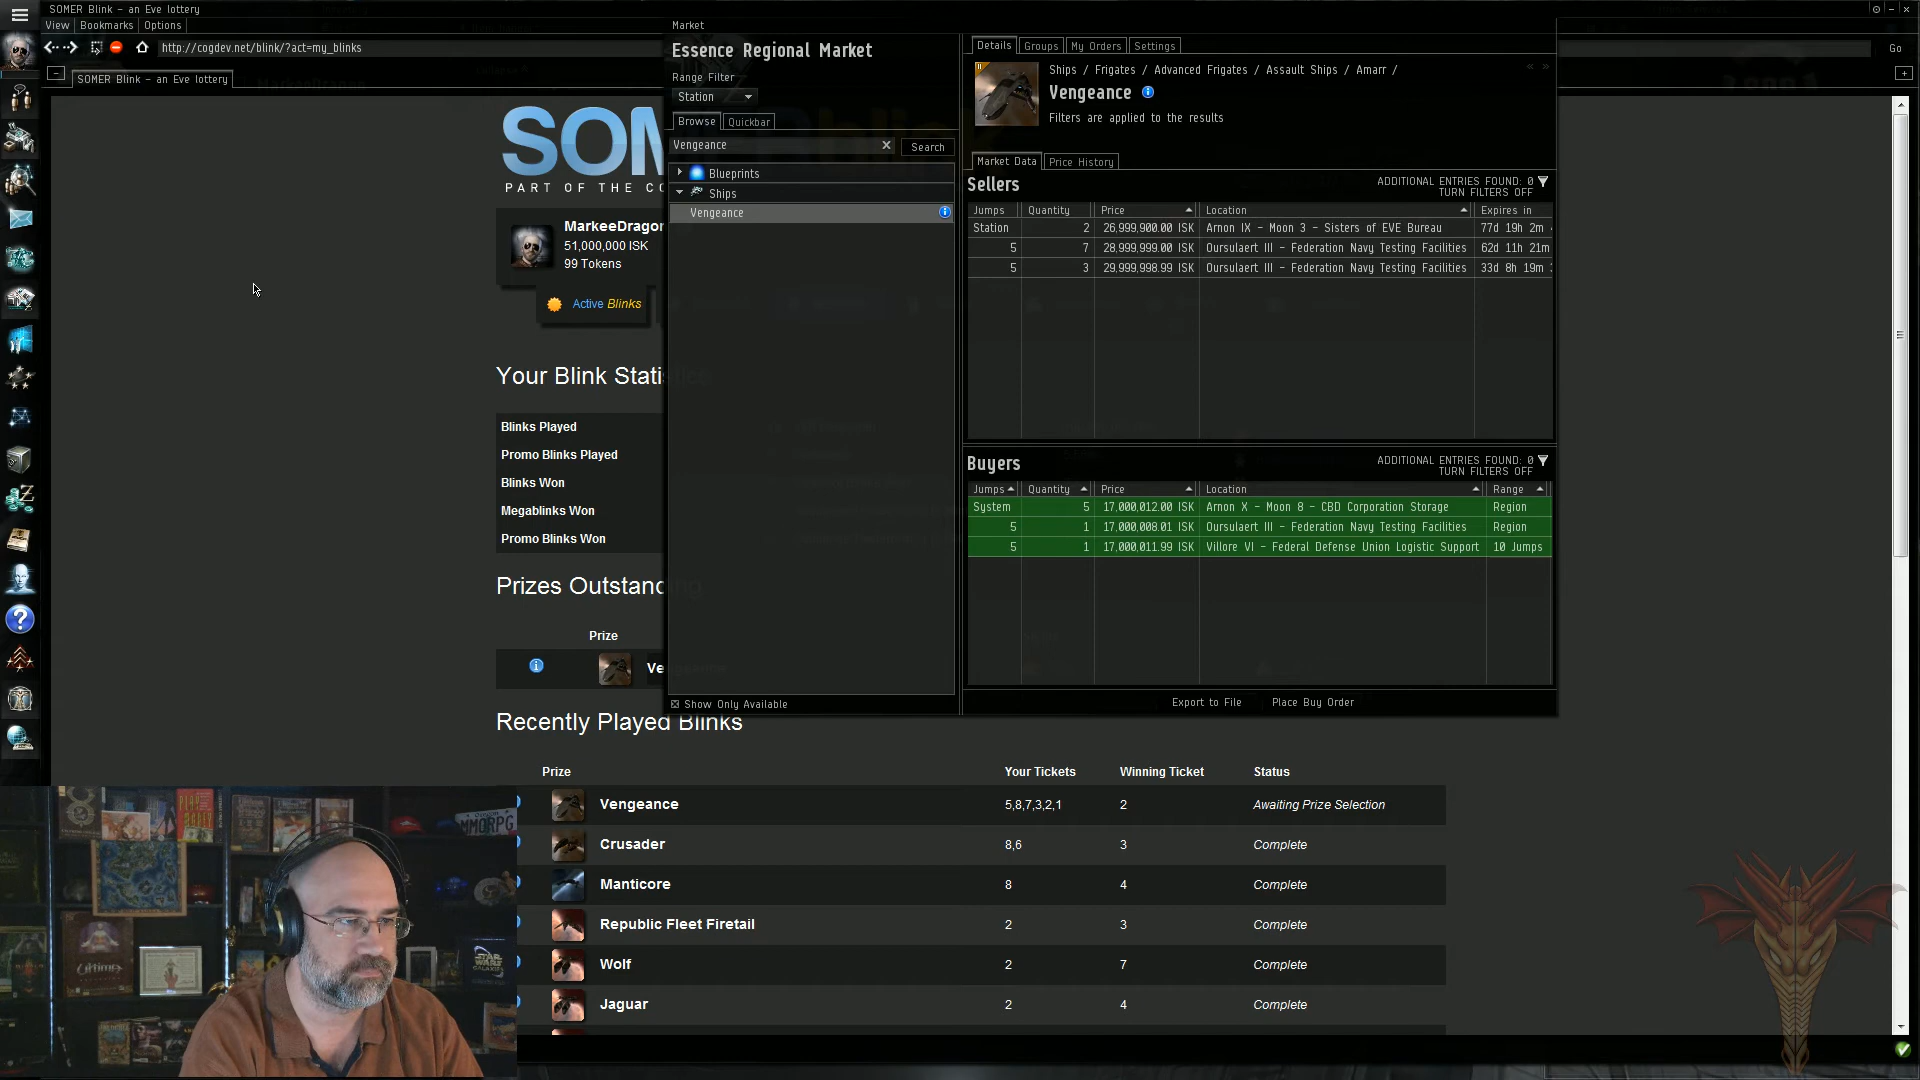 SOMER Blink - an Eve lottery
View Bookmarks Options
http://cogdev.net/blink/?act=my_blinks
Go
SOMER Blink - an Eve lottery
SOM
PART OF THE CO
MarkeeDragor
51,000,000 ISK
99 Tokens
Active Blinks
Your Blink Stati
Blinks Played
Promo Blinks Played
Blinks Won
Megablinks Won
Promo Blinks Won
Prizes Outstand
Prize
Ve
Market
Essence Regional Market
Range Filter
Station
Browse Quickbar
Vengeance
Search
Blueprints
Ships
Vengeance
Show Only Available
Details Groups My Orders Settings
Ships / Frigates / Advanced Frigates / Assault Ships / Amarr /
Vengeance
Filters are applied to the results
Market Data Price History
Sellers
ADDITIONAL ENTRIES FOUND: 0
TURN FILTERS OFF
Jumps Quantity Price Location Expires in
Station 2 26,999,900.00 ISK Arnon IX - Moon 3 - Sisters of EVE Bureau 77d 19h 2m
5 7 28,999,999.00 ISK Oursulaert III - Federation Navy Testing Facilities 62d 11h 21m
5 3 29,999,998.99 ISK Oursulaert III - Federation Navy Testing Facilities 33d 8h 19m
Buyers
ADDITIONAL ENTRIES FOUND: 0
TURN FILTERS OFF
Jumps Quantity Price Location Range
System 5 17,000,012.00 ISK Arnon X - Moon 8 - CBD Corporation Storage Region
5 1 17,000,008.01 ISK Oursulaert III - Federation Navy Testing Facilities Region
5 1 17,000,011.99 ISK Villore VI - Federal Defense Union Logistic Support 10 Jumps
Export to File Place Buy Order
Recently Played Blinks
Prize Your Tickets Winning Ticket Status
Vengeance 5,8,7,3,2,1 2 Awaiting Prize Selection
Crusader 8,6 3 Complete
Manticore 8 4 Complete
Republic Fleet Firetail 2 3 Complete
Wolf 2 7 Complete
Jaguar 2 4 Complete
MMORPG
Ultima
STAR WARS GALAXIES